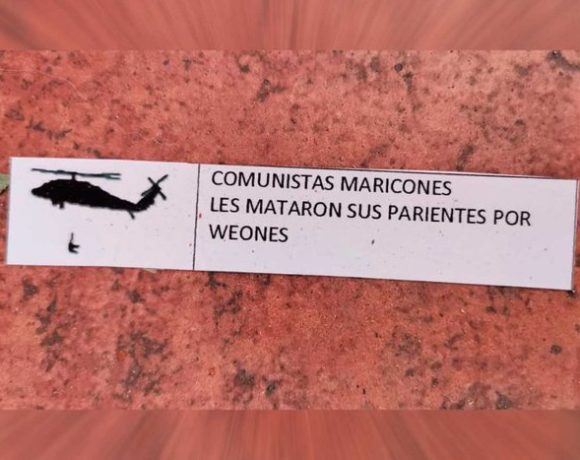 COMUNISTAS MARICONES
LES MATARON SUS PARIENTES POR
WEONES